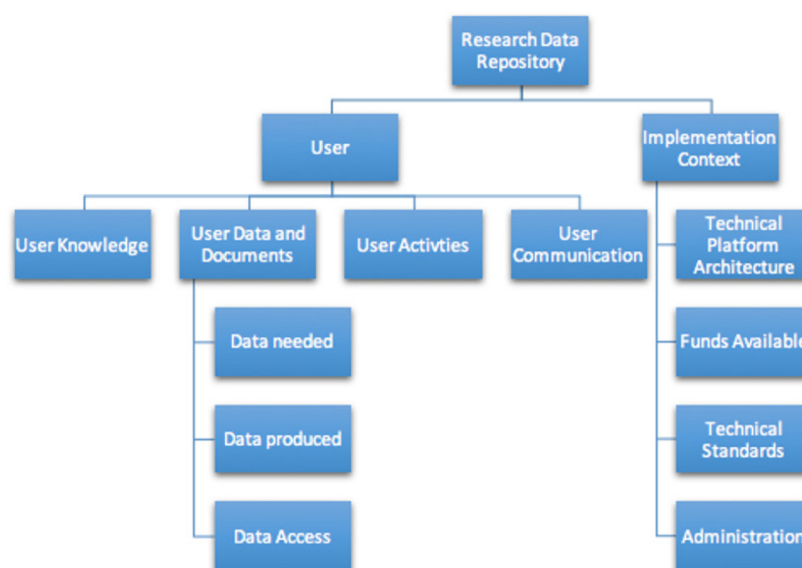 Research Data
Repository
User
Implementation
Context
User Knowledge
User Data and
Documents
User Activties
User
Communication
Technical
Platform
Architecture
Data needed
Funds Available
Data produced
Technical
Standards
Data Access
Administration